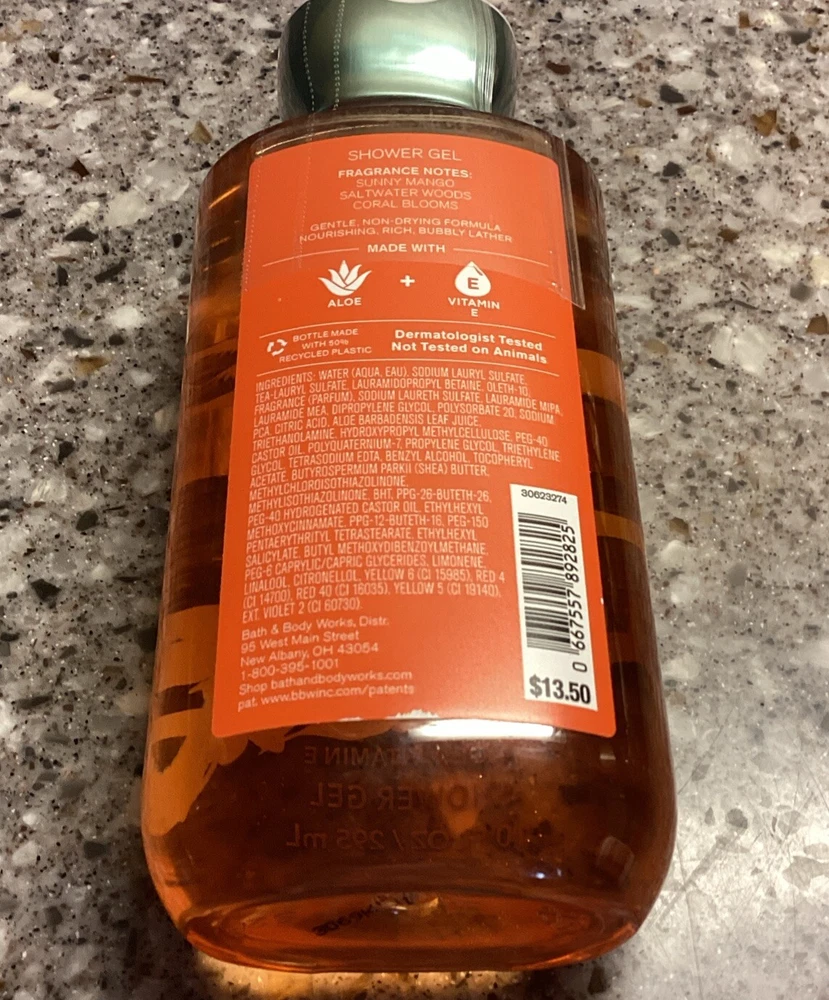 SHOWER GEL
FRAGRANCE NOTES:
SUNNY MANGO
SALTWATER WOODS
CORAL BLOOMS
GENTLE, NON-DRYING FORMULA
NOURISHING, RICH, BUBBLY LATHER
MADE WITH
ALOE
+
E
VITAMIN
E
BOTTLE MADE
WITH 50%
RECYCLED PLASTIC
Dermatologist Tested
Not Tested on Animals
INGREDIENTS: WATER (AQUA, EAU), SODIUM LAURYL SULFATE,
TEA-LAURYL SULFATE, LAURAMIDOPROPYL BETAINE, OLETH-10,
FRAGRANCE (PARFUM), SODIUM LAURETH SULFATE, LAURAMIDE MIPA,
LAURAMIDE MEA, DIPROPYLENE GLYCOL, POLYSORBATE 20, SODIUM
PCA, CITRIC ACID, ALOE BARBADENSIS LEAF JUICE,
TRIETHANOLAMINE, HYDROXYPROPYL METHYLCELLULOSE, PEG-40
CASTOR OIL, POLYQUATERNIUM-7, PROPYLENE GLYCOL, TRIETHYLENE
GLYCOL, TETRASODIUM EDTA, BENZYL ALCOHOL, TOCOPHERYL
ACETATE, BUTYROSPERMUM PARKII (SHEA) BUTTER,
METHYLCHLOROISOTHIAZOLINONE,
METHYLISOTHIAZOLINONE, BHT, PPG-26-BUTETH-26,
PEG-40 HYDROGENATED CASTOR OIL, ETHYLHEXYL
METHOXYCINNAMATE, PPG-12-BUTETH-16, PEG-150
PENTAERYTHRITYL TETRASTEARATE, ETHYLHEXYL
SALICYLATE, BUTYL METHOXYDIBENZOYLMETHANE,
PEG-6 CAPRYLIC/CAPRIC GLYCERIDES, LIMONENE,
LINALOOL, CITRONELLOL, YELLOW 6 (CI 15985), RED 4
(CI 14700), RED 40 (CI 16035), YELLOW 5 (CI 19140),
EXT. VIOLET 2 (CI 60730).
Bath & Body Works, Distr.
95 West Main Street
New Albany, OH 43054
1-800-395-1001
Shop bathandbodyworks.com
pat. www.bbwinc.com/patents
30623274
0 667557 892825
$13.50
VITAMIN E
SHOWER GEL
OZ / 295 mL